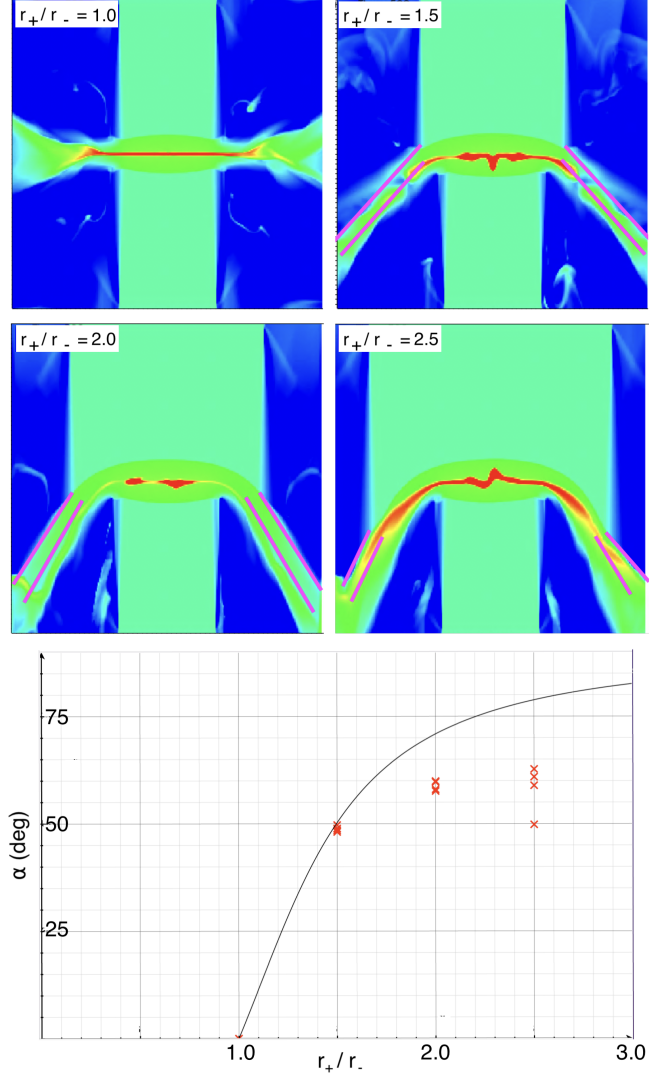 r₊/ r₋ = 1.0
r₊/ r₋ = 1.5
r₊/ r₋ = 2.0
r₊/ r₋ = 2.5
75
50
25
α (deg)
1.0
2.0
3.0
r₊/ r₋